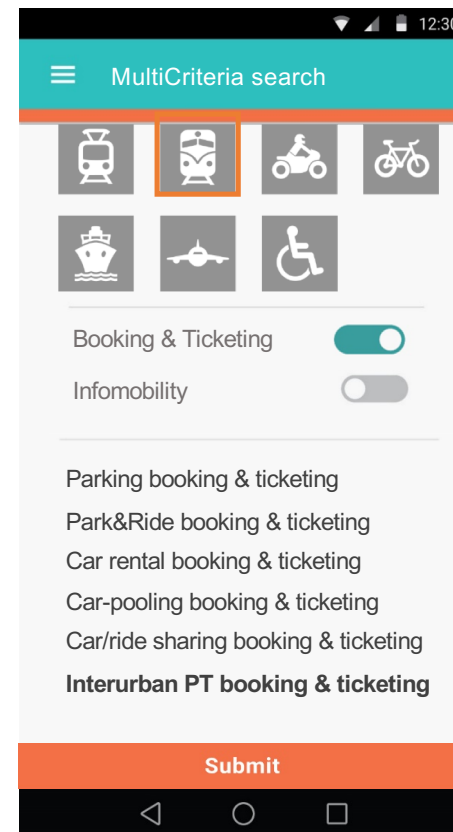 12:30
MultiCriteria search
Booking & Ticketing
Infomobility
Parking booking & ticketing
Park&Ride booking & ticketing
Car rental booking & ticketing
Car-pooling booking & ticketing
Car/ride sharing booking & ticketing
Interurban PT booking & ticketing
Submit